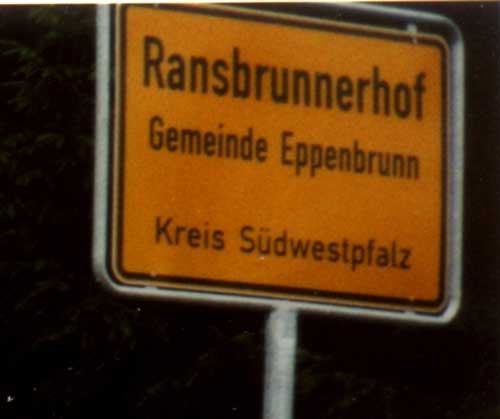 Ransbrunnerhof
Gemeinde Eppenbrunn
Kreis Südwestpfalz